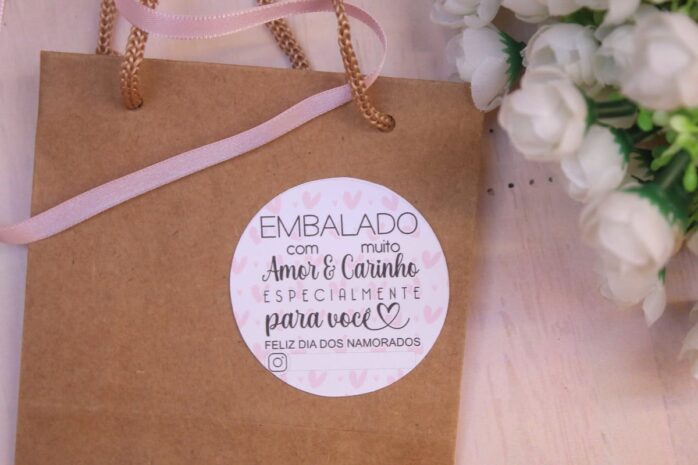 EMBALADO
com muito
Amor & Carinho
ESPECIALMENTE
para você
FELIZ DIA DOS NAMORADOS